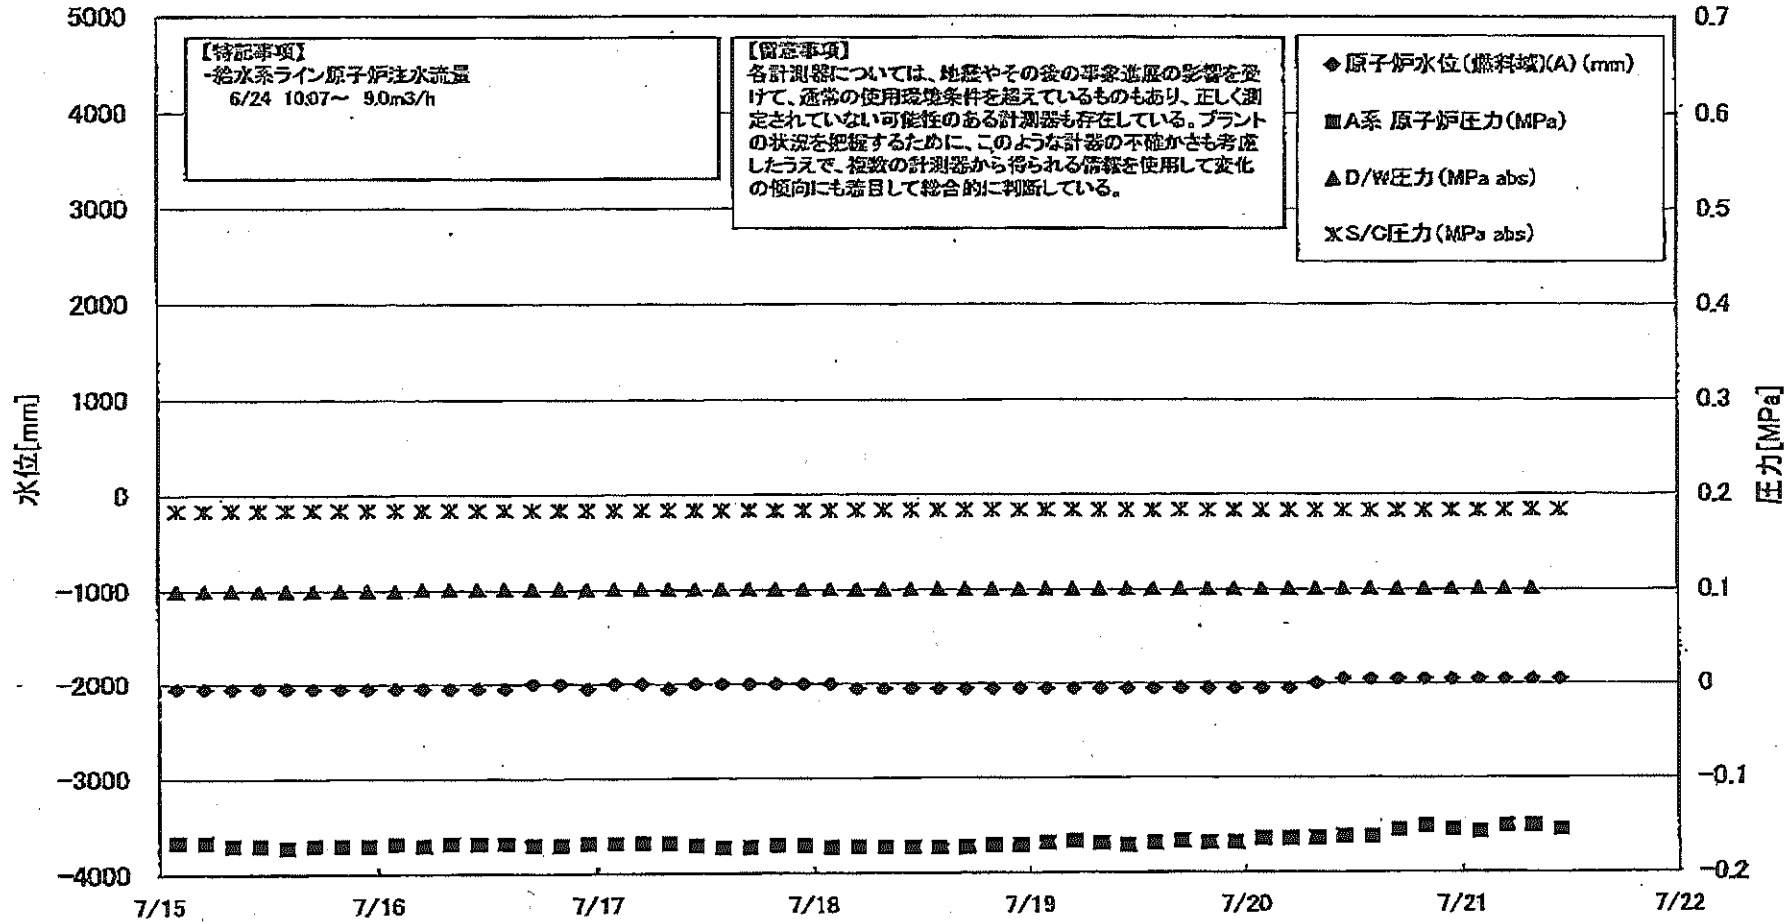 【特記事項】
・給水系ライン原子炉注水流量
6/24 10:07～ 9.0m3/h
【留意事項】
各計測器については、地震やその後の事象進展の影響を受
けて、通常の使用環境条件を超えているものもあり、正しく測
定されていない可能性のある計測器も存在している。プラント
の状況を把握するために、このような計器の不確かさも考慮
したうえで、複数の計測器から得られる情報を使用して変化
の傾向にも着目して総合的に判断している。
◆原子炉水位(燃料域)(A)(mm)
■A系 原子炉圧力(MPa)
▲D/W圧力(MPa abs)
S/C圧力(MPa abs)
水位[mm]
5000
4000
3000
2000
1000
0
-1000
-2000
-3000
-4000
0.7
0.6
0.5
0.4
0.3
0.2
0.1
0
-0.1
-0.2
圧力[MPa]
7/15
7/16
7/17
7/18
7/19
7/20
7/21
7/22